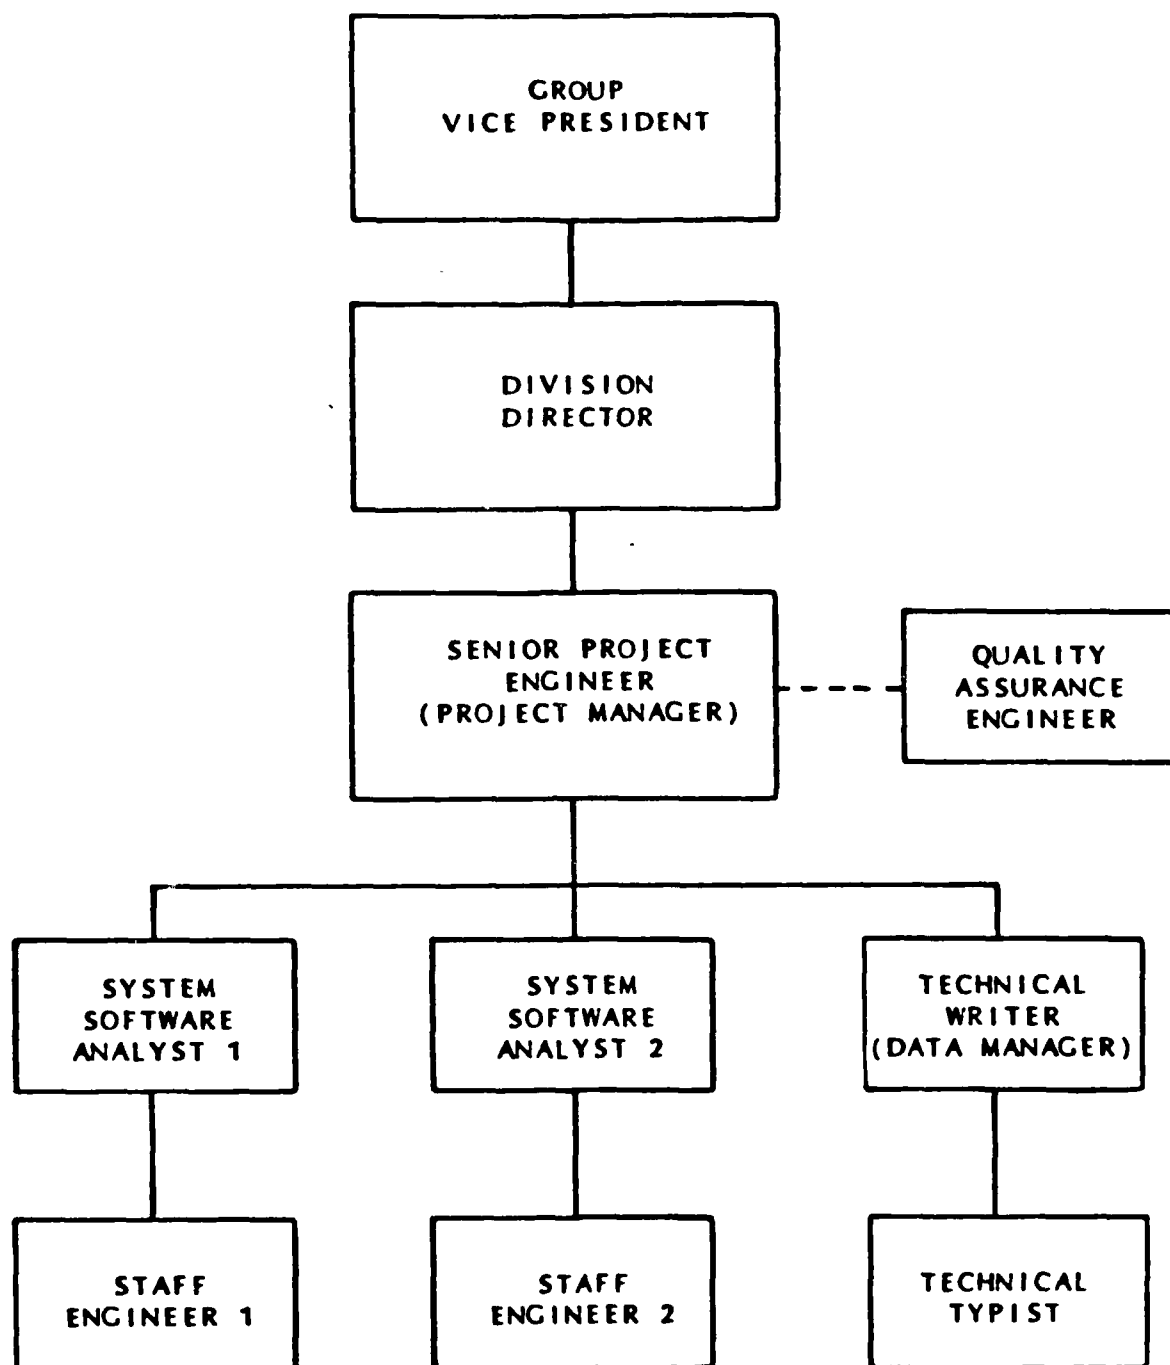 GROUP
VICE PRESIDENT
DIVISION
DIRECTOR
SENIOR PROJECT
ENGINEER
(PROJECT MANAGER)
QUALITY
ASSURANCE
ENGINEER
SYSTEM
SOFTWARE
ANALYST 1
SYSTEM
SOFTWARE
ANALYST 2
TECHNICAL
WRITER
(DATA MANAGER)
STAFF
ENGINEER 1
STAFF
ENGINEER 2
TECHNICAL
TYPIST